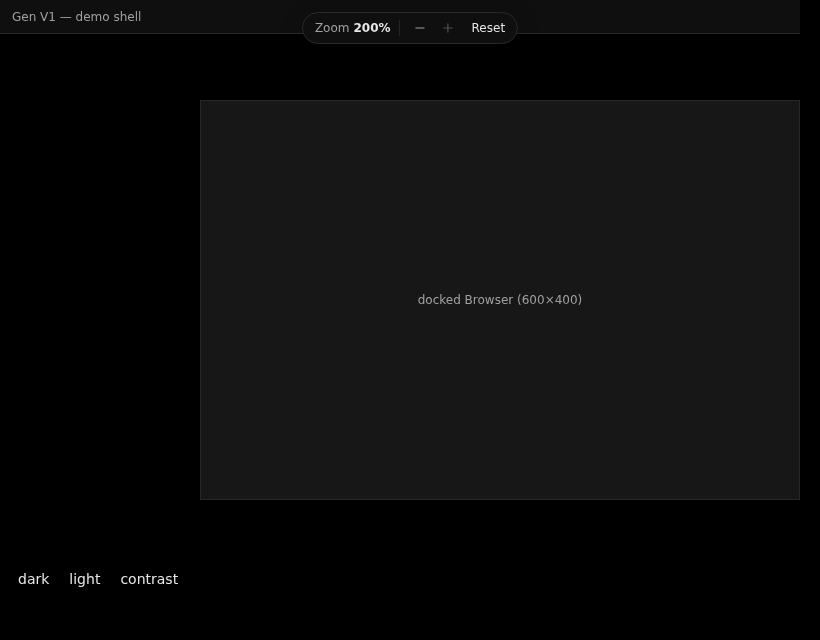 Gen V1 — demo shell
Zoom 200% − + Reset
docked Browser (600×400)
dark light contrast